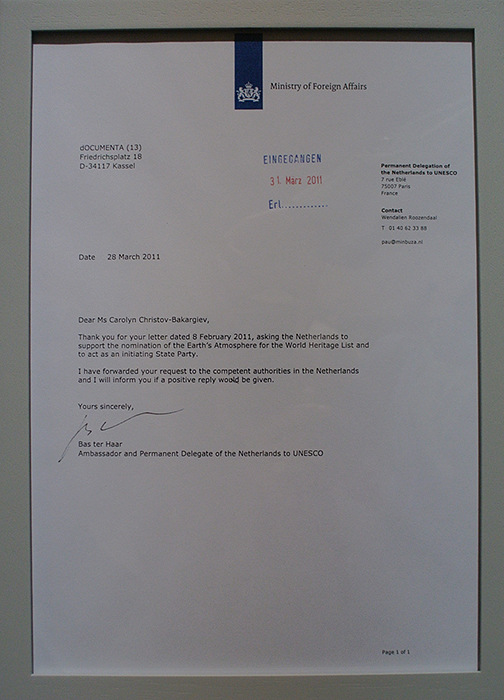 Ministry of Foreign Affairs
dOCUMENTA (13)
Friedrichsplatz 18
D-34117 Kassel
EINGEGANGEN
31. März 2011
Erl.............
Permanent Delegation of
the Netherlands to UNESCO
7 rue Eblé
75007 Paris
France
Contact
Wendalien Roozendaal
T 01 40 62 33 88
pau@minbuza.nl
Date 28 March 2011
Dear Ms Carolyn Christov-Bakargiev,
Thank you for your letter dated 8 February 2011, asking the Netherlands to
support the nomination of the Earth's Atmosphere for the World Heritage List and
to act as an initiating State Party.
I have forwarded your request to the competent authorities in the Netherlands
and I will inform you if a positive reply would be given.
Yours sincerely,
Bas ter Haar
Ambassador and Permanent Delegate of the Netherlands to UNESCO
Page 1 of 1